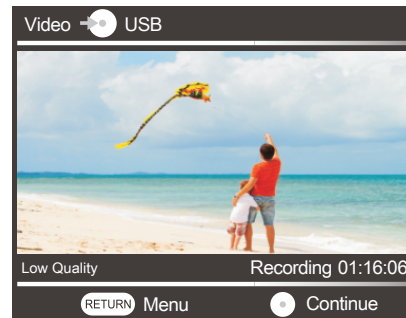 Video USB
Low Quality Recording 01:16:06
RETURN Menu Continue